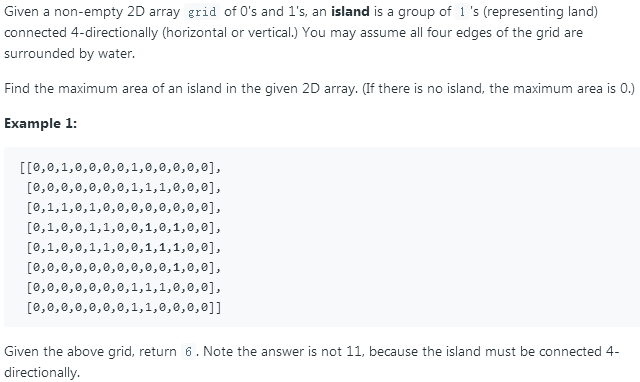 Given a non-empty 2D array grid of 0's and 1's, an island is a group of 1 's (representing land)
connected 4-directionally (horizontal or vertical.) You may assume all four edges of the grid are
surrounded by water.
Find the maximum area of an island in the given 2D array. (If there is no island, the maximum area is 0.)
Example 1:
[[0,0,1,0,0,0,0,1,0,0,0,0,0],
[0,0,0,0,0,0,0,1,1,1,0,0,0],
[0,1,1,0,1,0,0,0,0,0,0,0,0],
[0,1,0,0,1,1,0,0,1,0,1,0,0],
[0,1,0,0,1,1,0,0,1,1,1,0,0],
[0,0,0,0,0,0,0,0,0,0,1,0,0],
[0,0,0,0,0,0,0,1,1,1,0,0,0],
[0,0,0,0,0,0,0,1,1,0,0,0,0]]
Given the above grid, return 6 . Note the answer is not 11, because the island must be connected 4-
directionally.